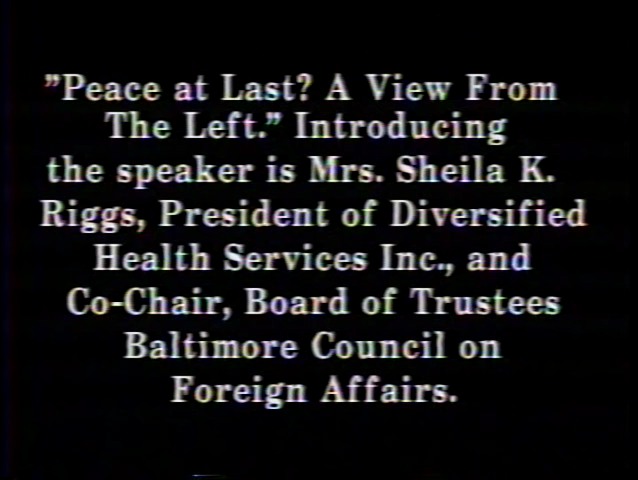 ”Peace at Last? A View From
The Left.” Introducing
the speaker is Mrs. Sheila K.
Riggs, President of Diversified
Health Services Inc., and
Co-Chair, Board of Trustees
Baltimore Council on
Foreign Affairs.